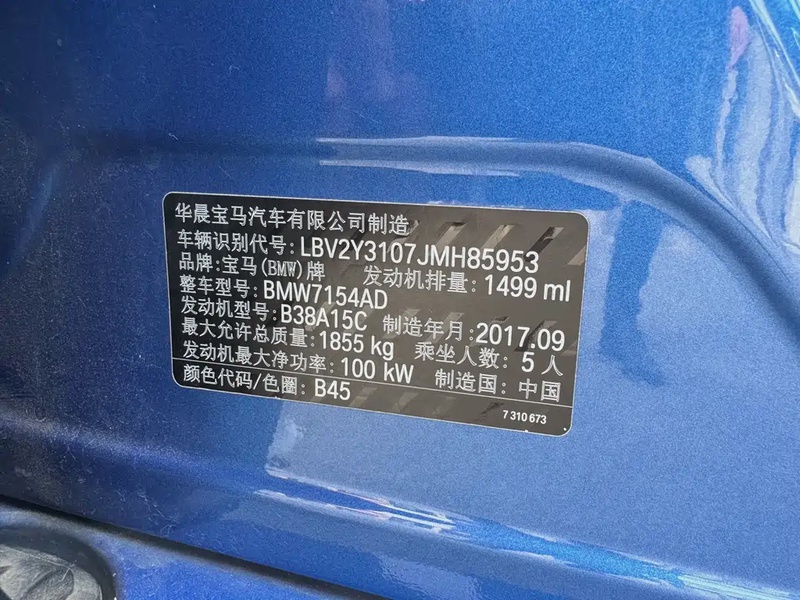 华晨宝马汽车有限公司制造
车辆识别代号: LBV2Y3107JMH85953
品牌: 宝马(BMW)牌 发动机排量: 1499 ml
整车型号: BMW7154AD
发动机型号: B38A15C 制造年月: 2017.09
最大允许总质量: 1855 kg 乘坐人数: 5 人
发动机最大净功率: 100 kW 制造国: 中国
颜色代码/色圈: B45
7 310 673